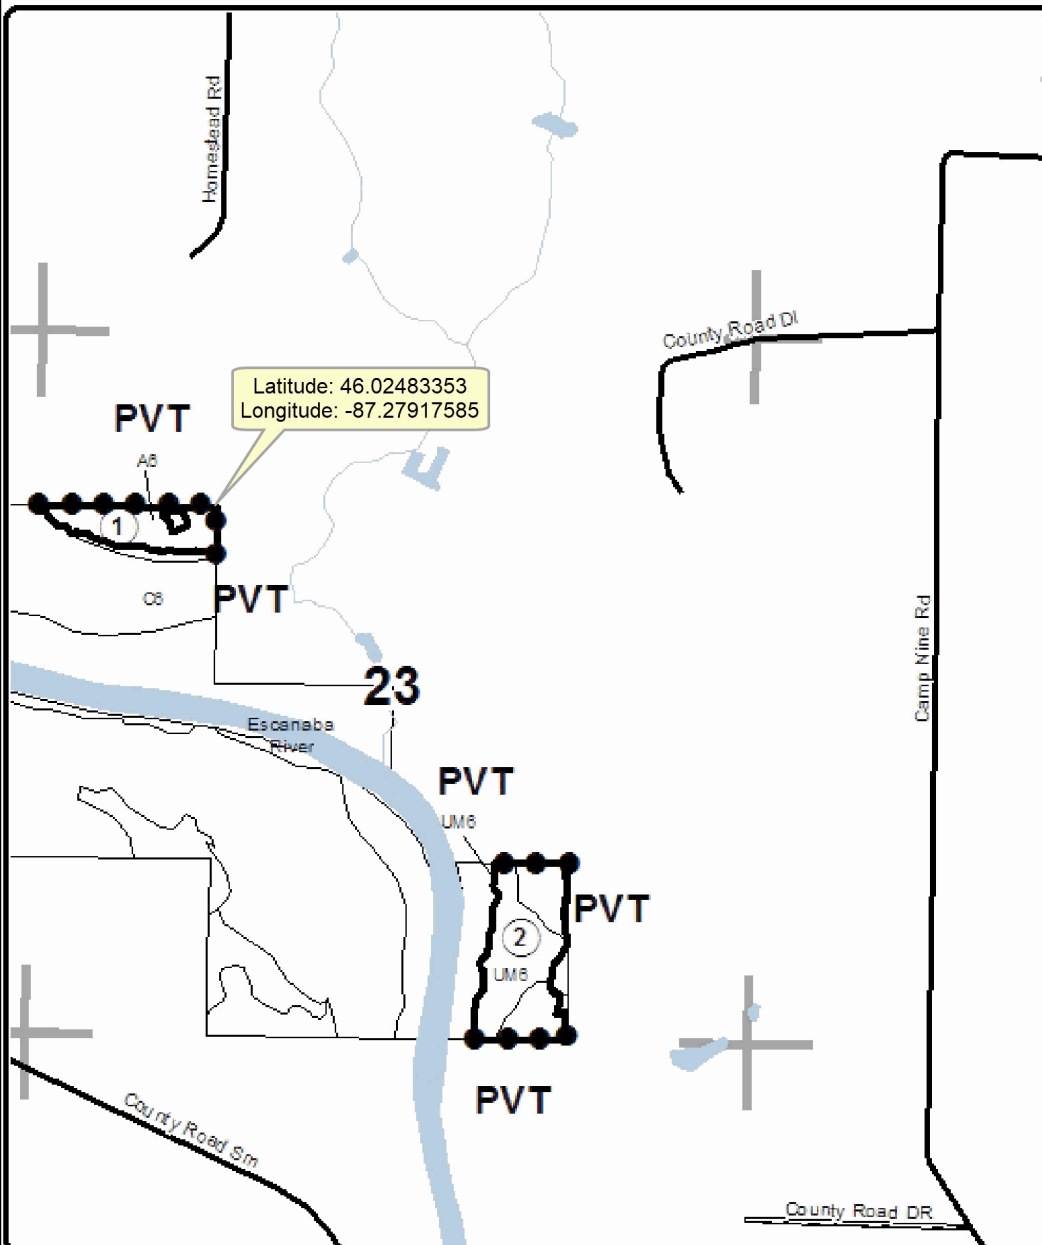 Homestead Rd
County Road DI
Latitude: 46.02483353
Longitude: -87.27917585
PVT
A6
1
C6
PVT
Camp Nine Rd
23
Escanaba
River
PVT
UM6
PVT
2
UM6
PVT
County Road Sm
County Road DR